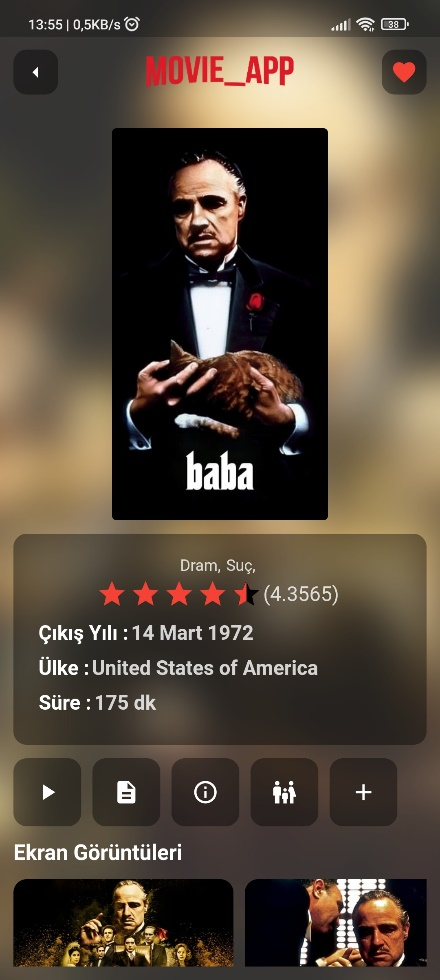 13:55 | 0,5KB/s
38
MOVIE_APP
baba
Dram, Suç,
(4.3565)
Çıkış Yılı : 14 Mart 1972
Ülke : United States of America
Süre : 175 dk
Ekran Görüntüleri